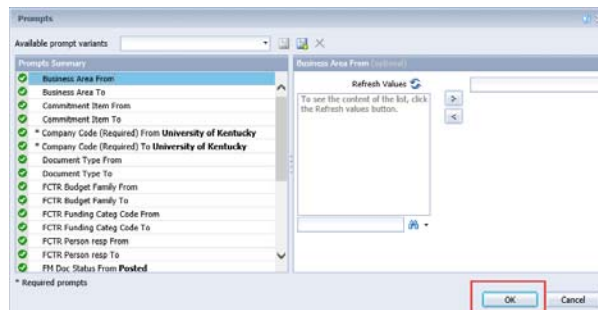 Prompts
Available prompt variants
Prompts Summary
Business Area From (optional)
Business Area From
Business Area To
Commitment Item From
Commitment Item To
* Company Code (Required) From University of Kentucky
* Company Code (Required) To University of Kentucky
Document Type From
Document Type To
FCTR Budget Family From
FCTR Budget Family To
FCTR Funding Categ Code From
FCTR Funding Categ Code To
FCTR Person resp From
FCTR Person resp To
FM Doc Status From Posted
Refresh Values
To see the content of the list, click
the Refresh values button.
>
<
* Required prompts
OK
Cancel